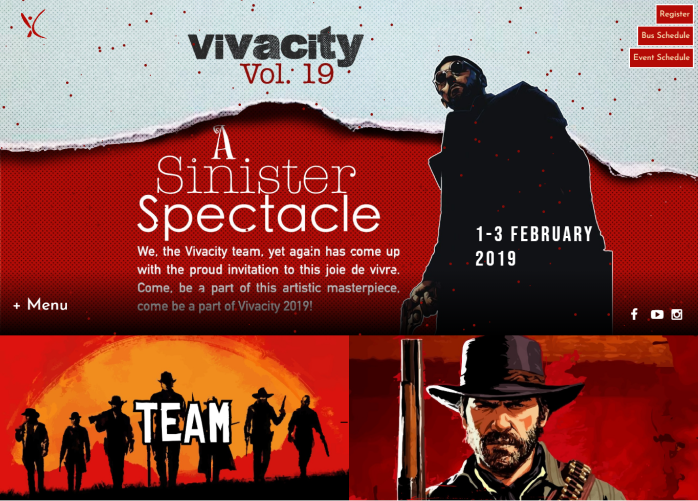 Register
Bus Schedule
Event Schedule
vivacity
Vol. 19
A
Sinister
Spectacle
We, the Vivacity team, yet again has come up
with the proud invitation to this joie de vivre.
Come, be a part of this artistic masterpiece,
come be a part of Vivacity 2019!
1-3 FEBRUARY
2019
+ Menu
TEAM